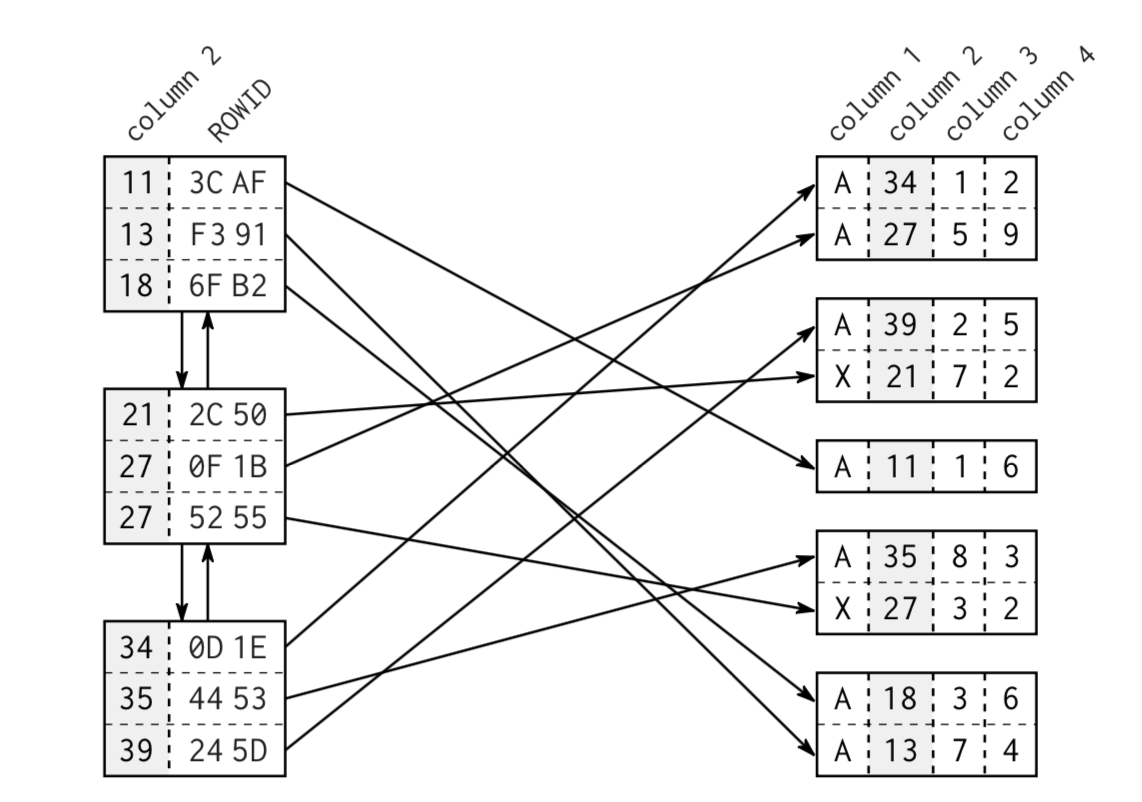 column 2 ROWID
11 3C AF
13 F3 91
18 6F B2
21 2C 50
27 0F 1B
27 52 55
34 0D 1E
35 44 53
39 24 5D
column 1 column 2 column 3 column 4
A 34 1 2
A 27 5 9
A 39 2 5
X 21 7 2
A 11 1 6
A 35 8 3
X 27 3 2
A 18 3 6
A 13 7 4